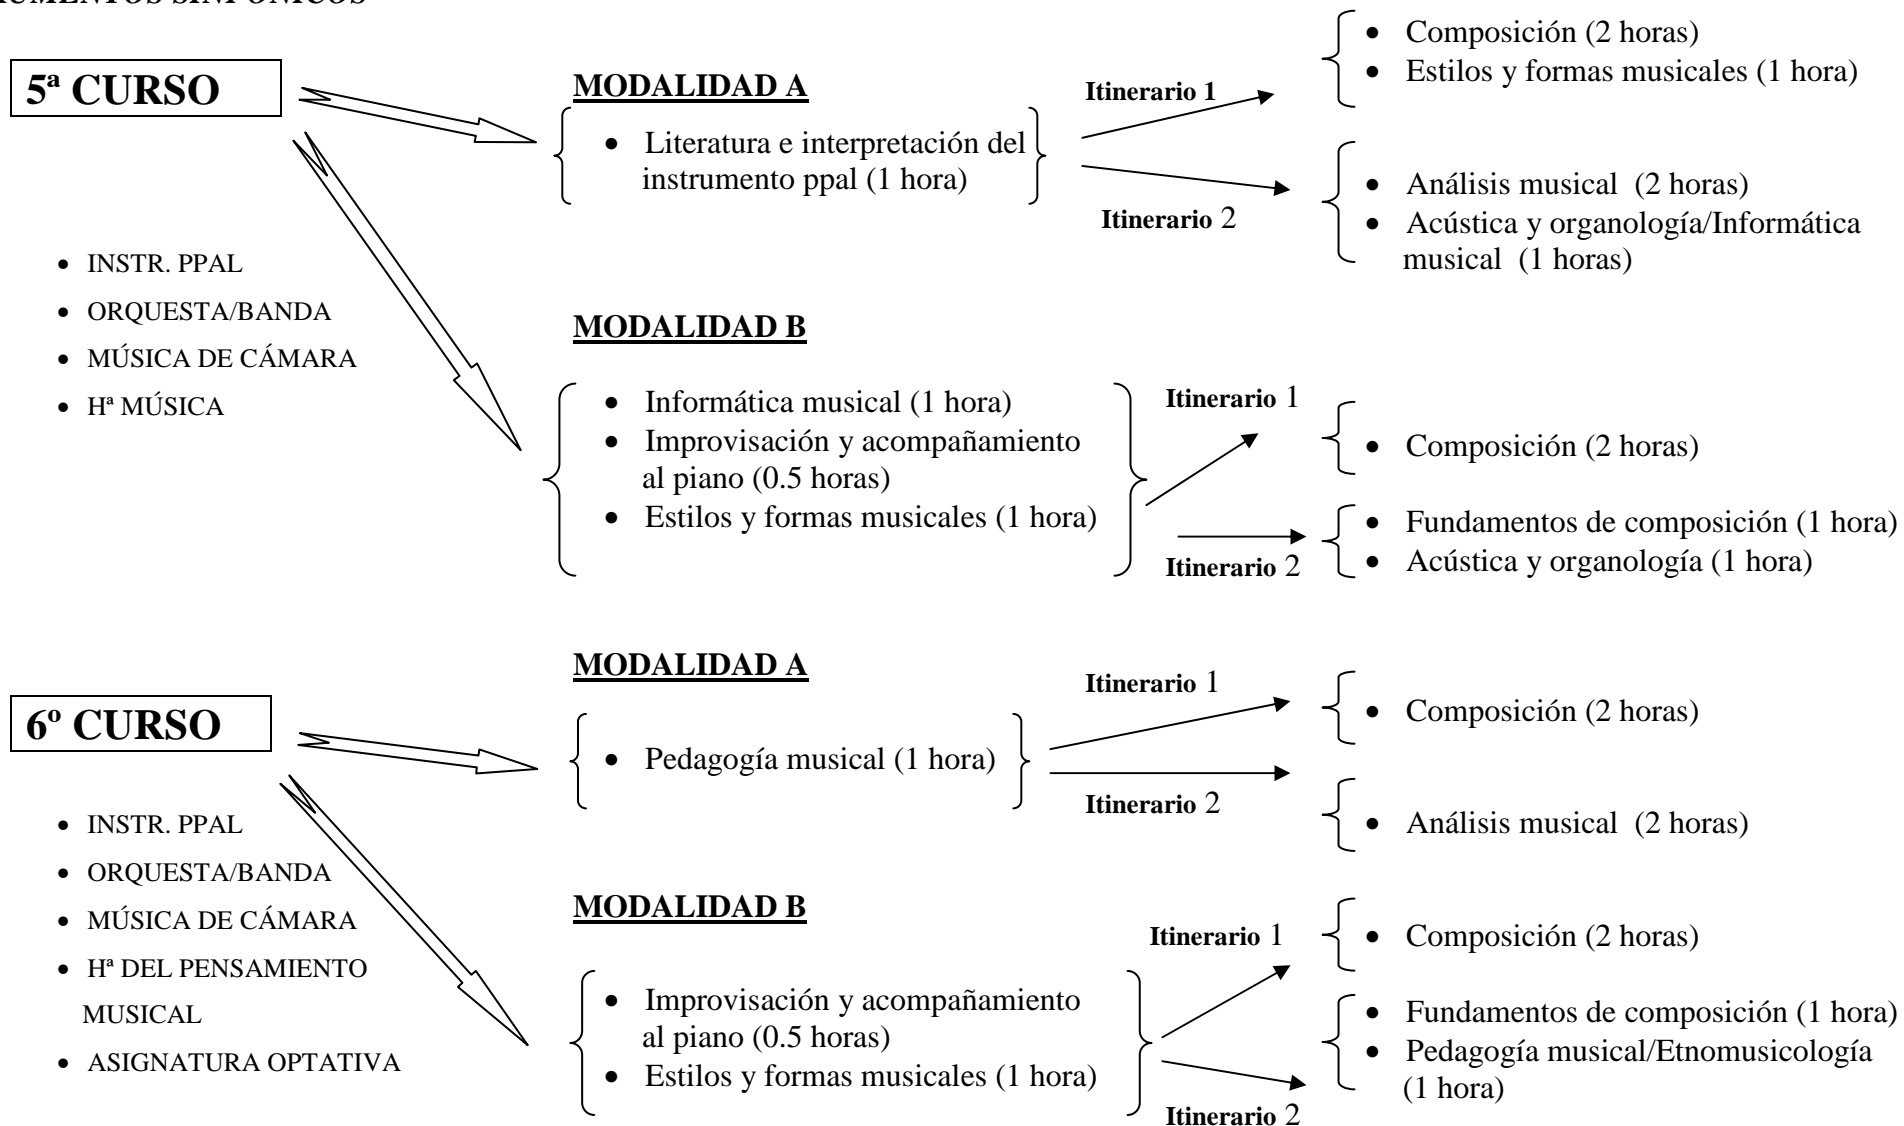 5ª CURSO
MODALIDAD A
• Literatura e interpretación del
instrumento ppal (1 hora)
Itinerario 1
• Composición (2 horas)
• Estilos y formas musicales (1 hora)
Itinerario 2
• Análisis musical (2 horas)
• Acústica y organología/Informática
musical (1 horas)
• INSTR. PPAL
• ORQUESTA/BANDA
• MÚSICA DE CÁMARA
• Hª MÚSICA
MODALIDAD B
• Informática musical (1 hora)
• Improvisación y acompañamiento
al piano (0.5 horas)
• Estilos y formas musicales (1 hora)
Itinerario 1
• Composición (2 horas)
Itinerario 2
• Fundamentos de composición (1 hora)
• Acústica y organología (1 hora)
6º CURSO
MODALIDAD A
• Pedagogía musical (1 hora)
Itinerario 1
• Composición (2 horas)
Itinerario 2
• Análisis musical (2 horas)
• INSTR. PPAL
• ORQUESTA/BANDA
• MÚSICA DE CÁMARA
• Hª DEL PENSAMIENTO
MUSICAL
• ASIGNATURA OPTATIVA
MODALIDAD B
• Improvisación y acompañamiento
al piano (0.5 horas)
• Estilos y formas musicales (1 hora)
Itinerario 1
• Composición (2 horas)
Itinerario 2
• Fundamentos de composición (1 hora)
• Pedagogía musical/Etnomusicología
(1 hora)